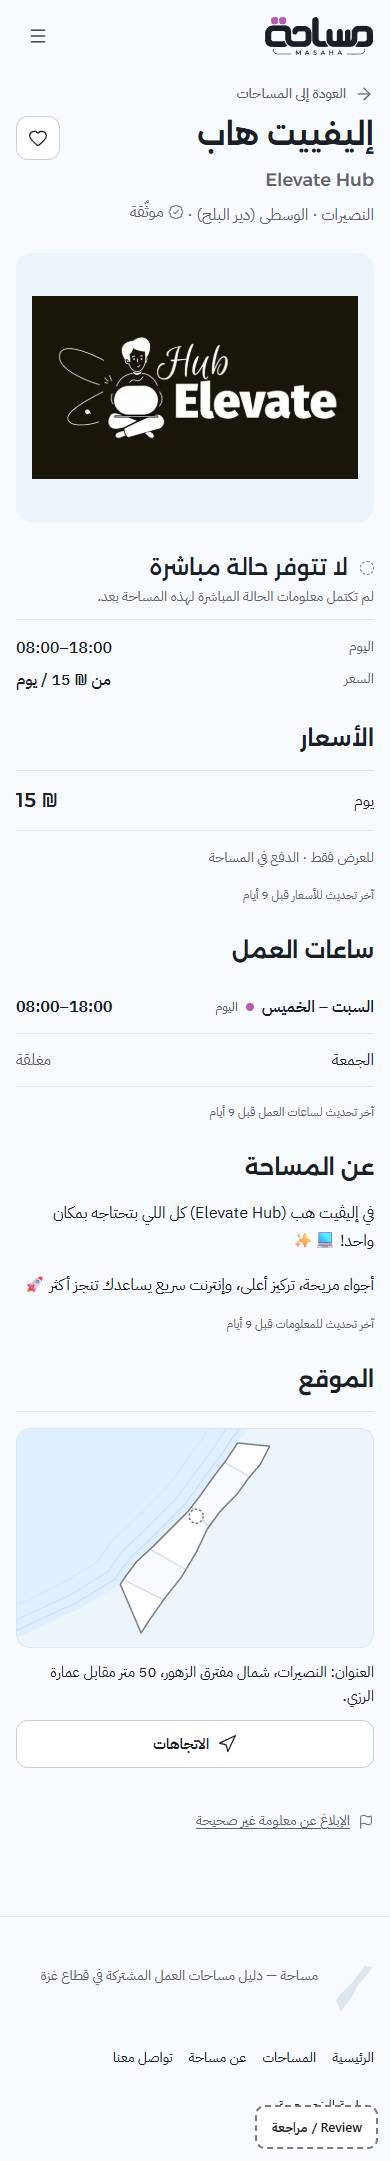 مساحة
MASAHA
العودة إلى المساحات
إليفييت هاب
Elevate Hub
النصيرات · الوسطى (دير البلح) · موثّقة
Hub
Elevate
لا تتوفر حالة مباشرة
لم تكتمل معلومات الحالة المباشرة لهذه المساحة بعد.
اليوم 08:00–18:00
السعر من ₪ 15 / يوم
الأسعار
يوم ₪ 15
للعرض فقط · الدفع في المساحة
آخر تحديث للأسعار قبل 9 أيام
ساعات العمل
السبت – الخميس اليوم 08:00–18:00
الجمعة مغلقة
آخر تحديث لساعات العمل قبل 9 أيام
عن المساحة
في إليڤيت هب (Elevate Hub) كل اللي بتحتاجه بمكان
واحد! 💻 ✨
أجواء مريحة، تركيز أعلى، وإنترنت سريع يساعدك تنجز أكثر 🚀
آخر تحديث للمعلومات قبل 9 أيام
الموقع
العنوان: النصيرات، شمال مفترق الزهور، 50 متر مقابل عمارة
الرزي.
الاتجاهات
الإبلاغ عن معلومة غير صحيحة
مساحة — دليل مساحات العمل المشتركة في قطاع غزة
الرئيسية المساحات عن مساحة تواصل معنا
مراجعة / Review